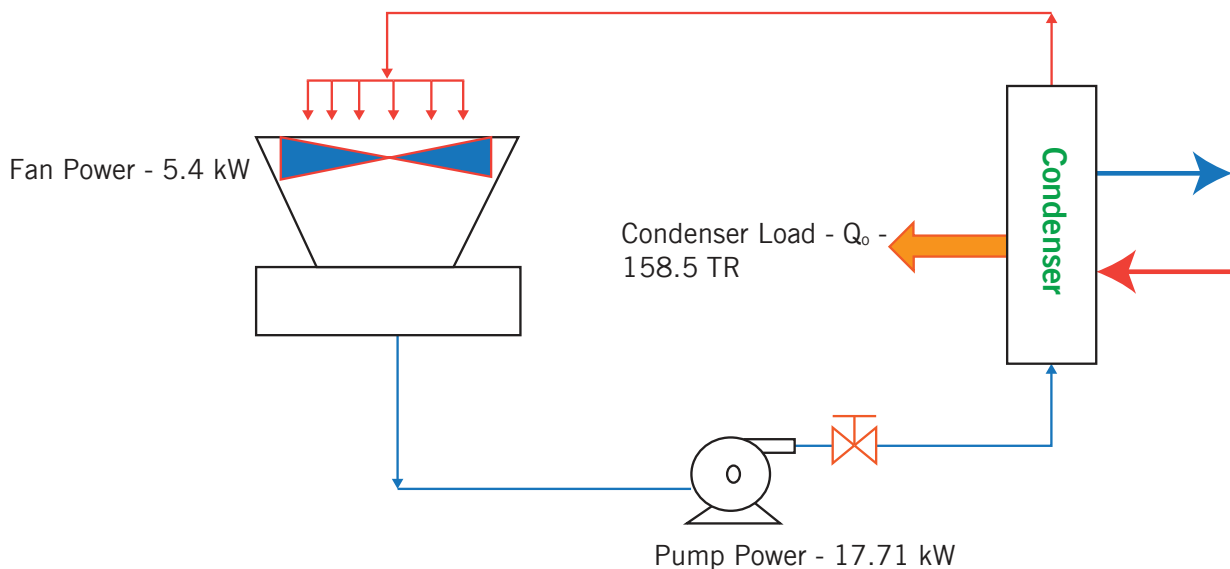 Fan Power - 5.4 kW
Condenser Load - Qₒ -
158.5 TR
Condenser
Pump Power - 17.71 kW